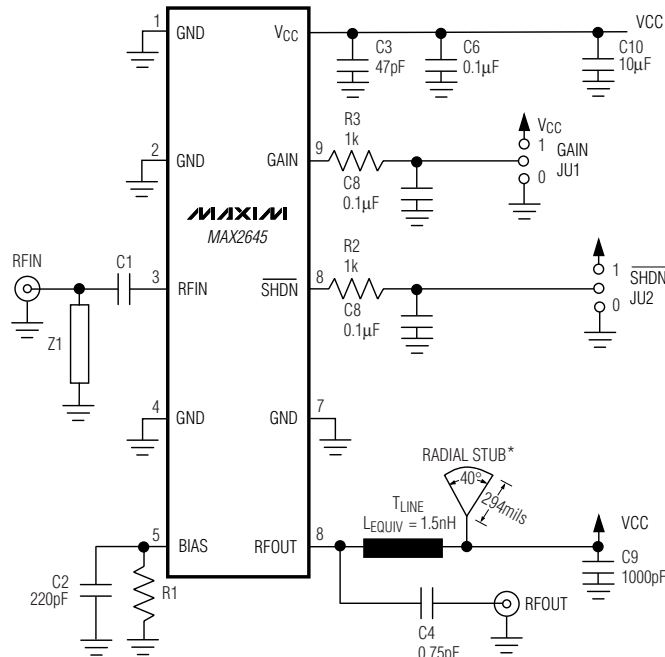 1
GND
VCC
VCC
C3
47pF
C6
0.1µF
C10
10µF
R3
1k
VCC
1
GAIN
JU1
0
2
GND
GAIN
9
C8
0.1µF
MAXIM
MAX2645
RFIN
C1
3
RFIN
SHDN
8
R2
1k
C8
0.1µF
1
SHDN
JU2
0
Z1
4
GND
GND
7
RADIAL STUB*
40°
294mils
TLINE
LEQUIV = 1.5nH
5
BIAS
RFOUT
8
VCC
C9
1000pF
C2
220pF
R1
C4
0.75pF
RFOUT